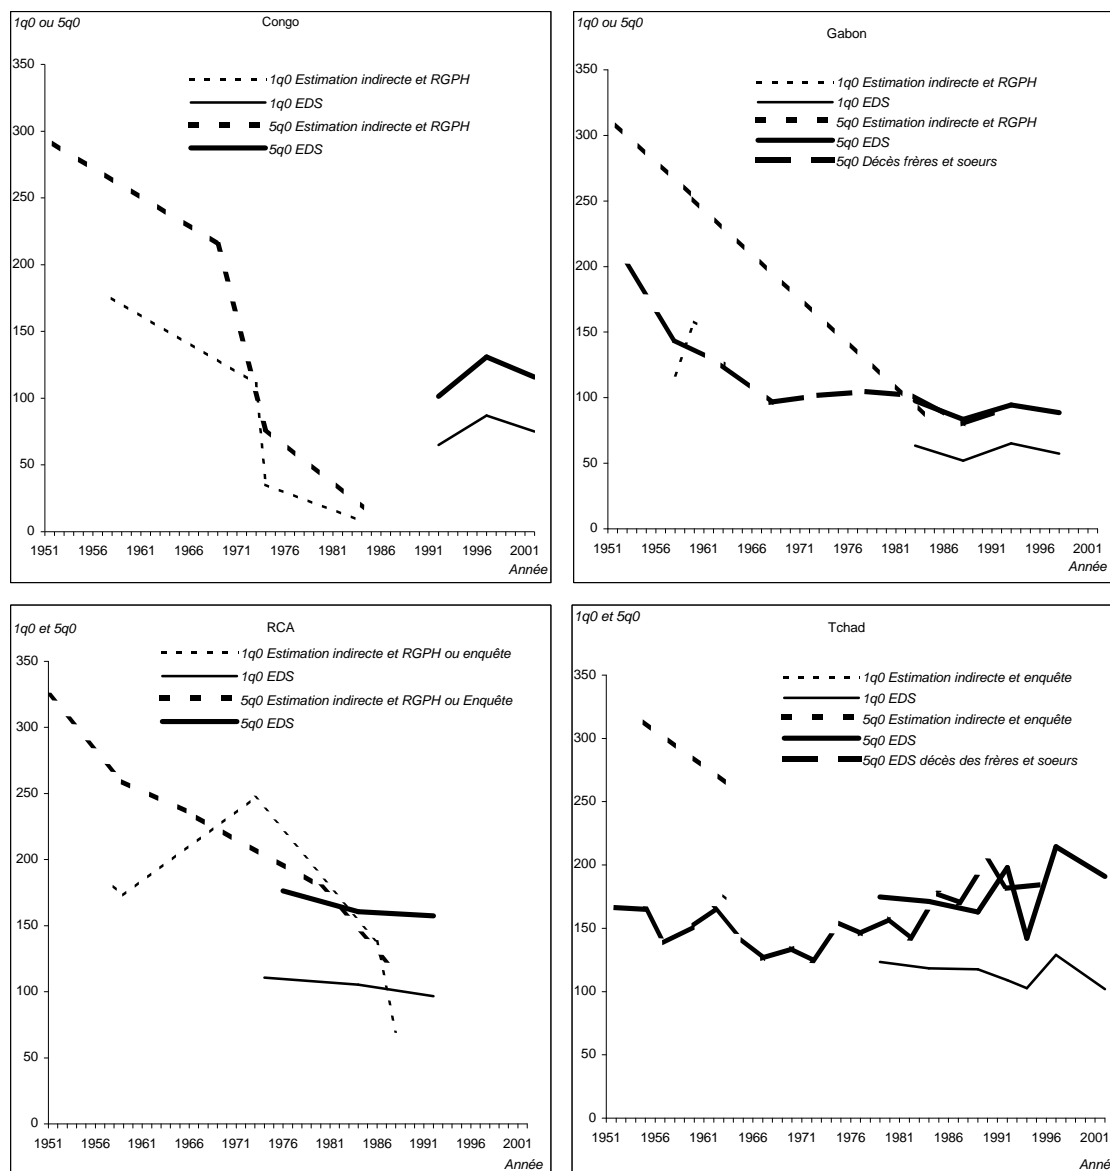 1q0 ou 5q0
Congo
350
300
250
200
150
100
50
0
1q0 Estimation indirecte et RGPH
1q0 EDS
5q0 Estimation indirecte et RGPH
5q0 EDS
1951 1956 1961 1966 1971 1976 1981 1986 1991 1996 2001
Année
1q0 ou 5q0
Gabon
350
300
250
200
150
100
50
0
1q0 Estimation indirecte et RGPH
1q0 EDS
5q0 Estimation indirecte et RGPH
5q0 EDS
5q0 Décès frères et soeurs
1951 1956 1961 1966 1971 1976 1981 1986 1991 1996 2001
Année
1q0 et 5q0
RCA
350
300
250
200
150
100
50
0
1q0 Estimation indirecte et RGPH ou enquête
1q0 EDS
5q0 Estimation indirecte et RGPH ou Enquête
5q0 EDS
1951 1956 1961 1966 1971 1976 1981 1986 1991 1996 2001
Année
1q0 et 5q0
Tchad
350
300
250
200
150
100
50
0
1q0 Estimation indirecte et enquête
1q0 EDS
5q0 Estimation indirecte et enquête
5q0 EDS
5q0 EDS décès des frères et soeurs
1951 1956 1961 1966 1971 1976 1981 1986 1991 1996 2001
Année